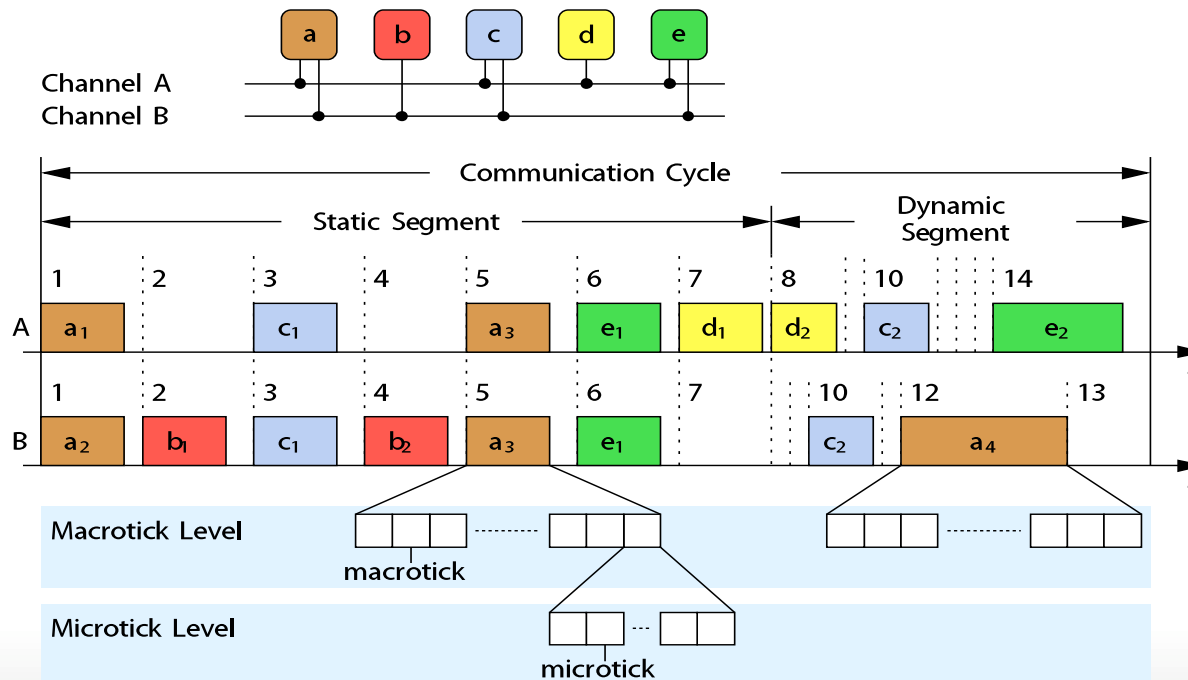 a b c d e
Channel A
Channel B
Communication Cycle
Static Segment
Dynamic
Segment
1 2 3 4 5 6 7 8 10 14
A a₁ c₁ a₃ e₁ d₁ d₂ c₂ e₂
1 2 3 4 5 6 7 10 12 13
B a₂ b₁ c₁ b₂ a₃ e₁ c₂ a₄
Macrotick Level
macrotick
Microtick Level
microtick